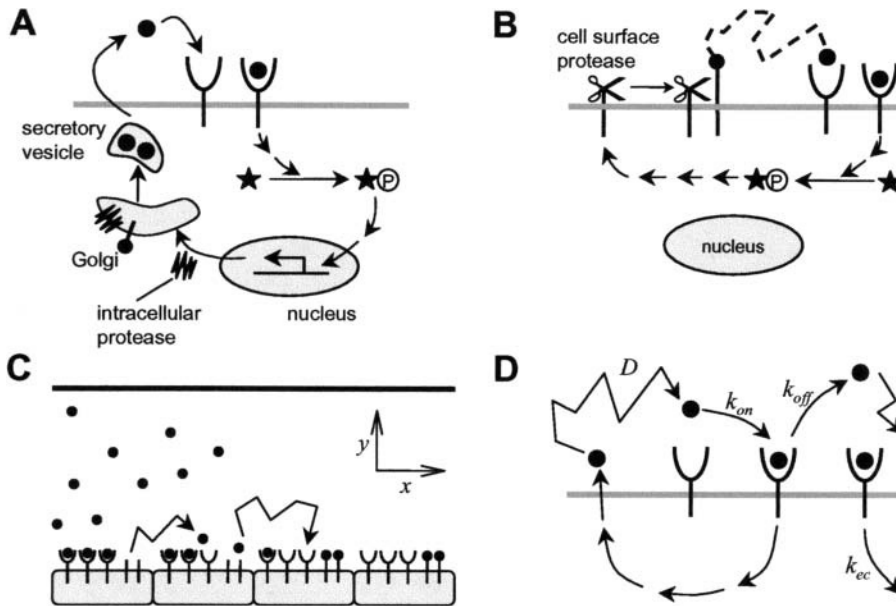 A
secretory
vesicle
P
Golgi
intracellular
protease
nucleus
B
cell surface
protease
P
nucleus
C
y
x
D
D
k_on
k_off
k_ec